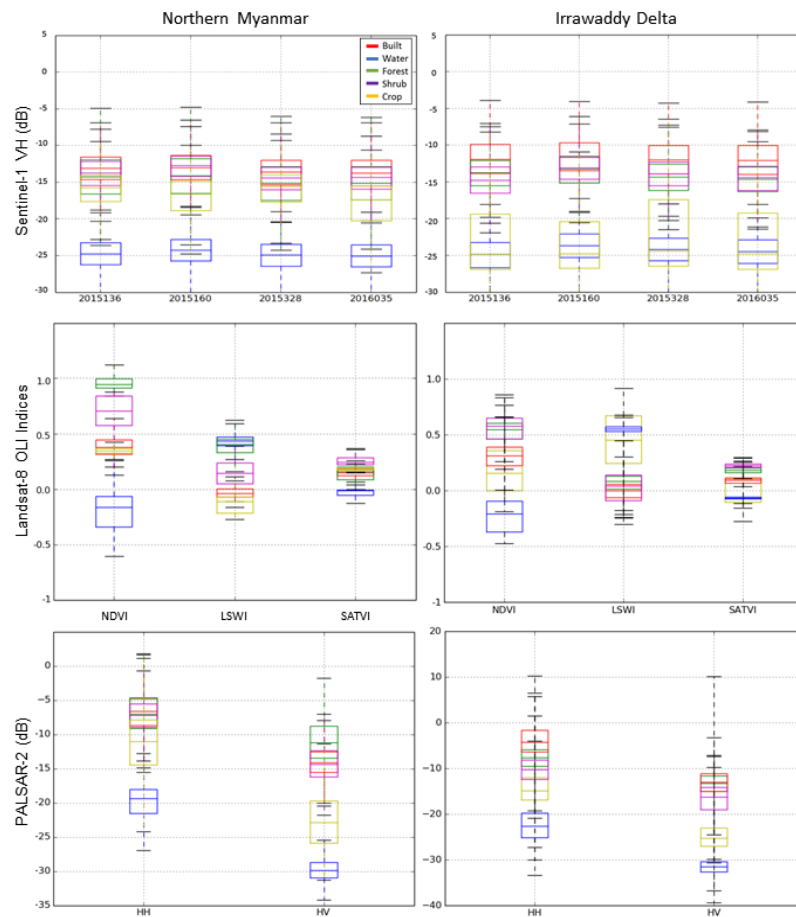 Northern Myanmar
Irrawaddy Delta
Sentinel-1 VH (dB)
5
0
-5
-10
-15
-20
-25
-30
Built
Water
Forest
Shrub
Crop
2015136 2015160 2015328 2016035
5
0
-5
-10
-15
-20
-25
-30
2015136 2015160 2015328 2016035
Landsat-8 OLI Indices
1.0
0.5
0.0
-0.5
-1
NDVI LSWI SATVI
1.0
0.5
0.0
-0.5
-1
NDVI LSWI SATVI
PALSAR-2 (dB)
0
-5
-10
-15
-20
-25
-30
-35
HH HV
20
10
0
-10
-20
-30
-40
HH HV